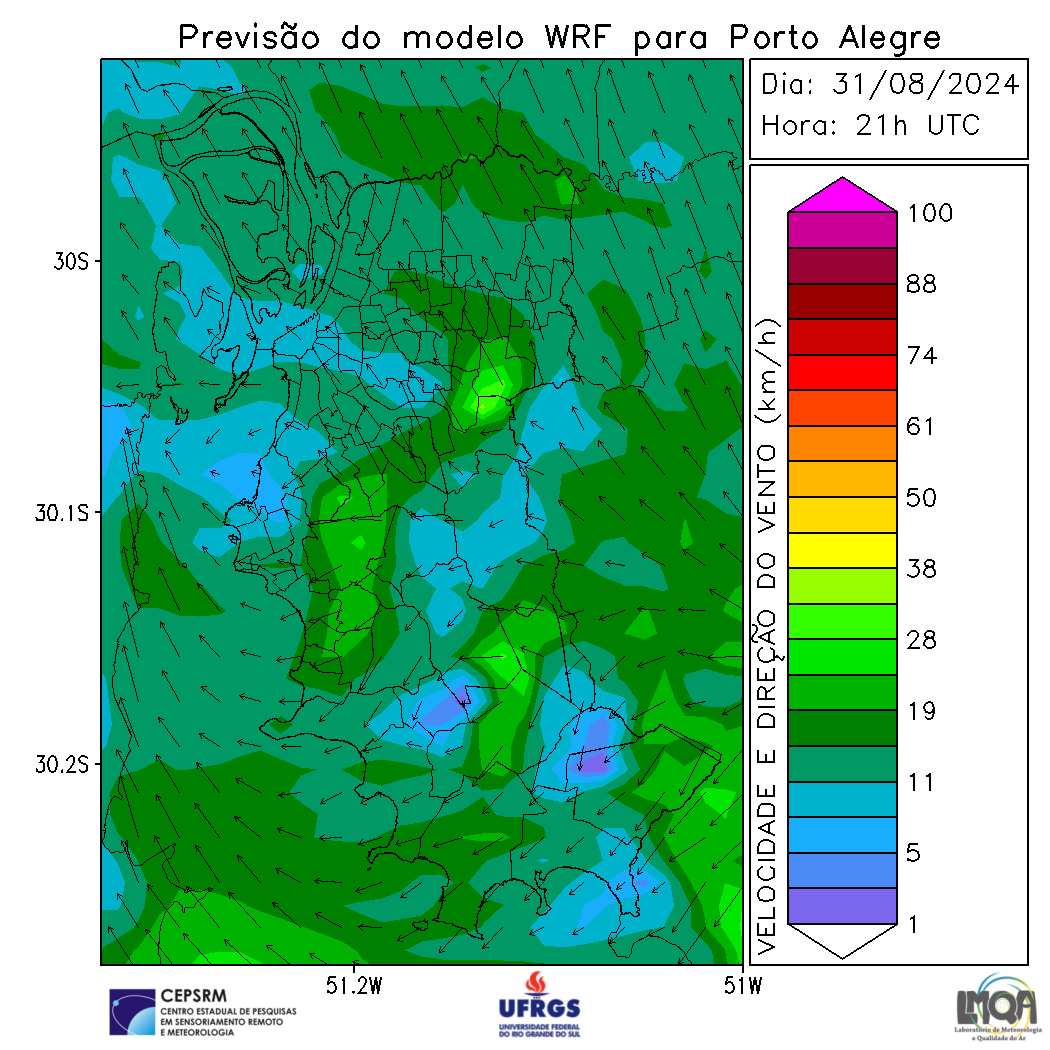 Previsão do modelo WRF para Porto Alegre
Dia: 31/08/2024
Hora: 21h UTC
30S
30.1S
30.2S
51.2W
51W
VELOCIDADE E DIREÇÃO DO VENTO (km/h)
100
88
74
61
50
38
28
19
11
5
1
CEPSRM
CENTRO ESTADUAL DE PESQUISAS
EM SENSORIAMENTO REMOTO
E METEOROLOGIA
UFRGS
UNIVERSIDADE FEDERAL
DO RIO GRANDE DO SUL
LMQA
Laboratório de Meteorologia
e Qualidade do Ar